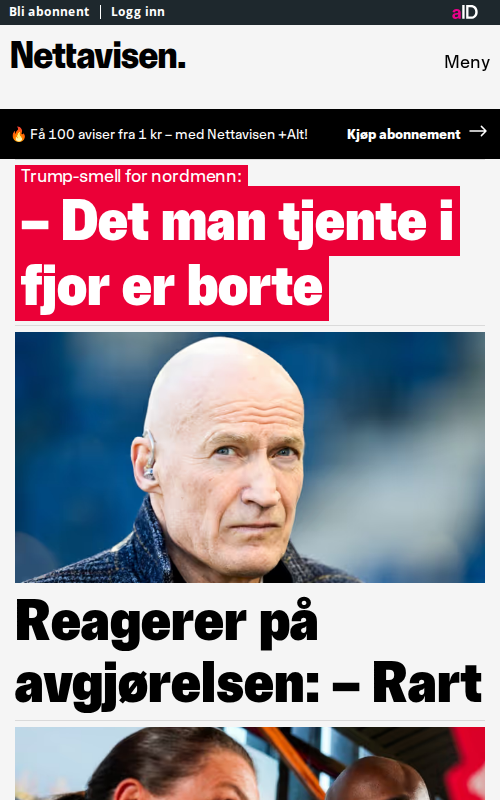 Bli abonnent | Logg inn
aID
Nettavisen.
Meny
🔥 Få 100 aviser fra 1 kr – med Nettavisen +Alt!
Kjøp abonnement →
Trump-smell for nordmenn:
– Det man tjente i
fjor er borte
Reagerer på
avgjørelsen: – Rart